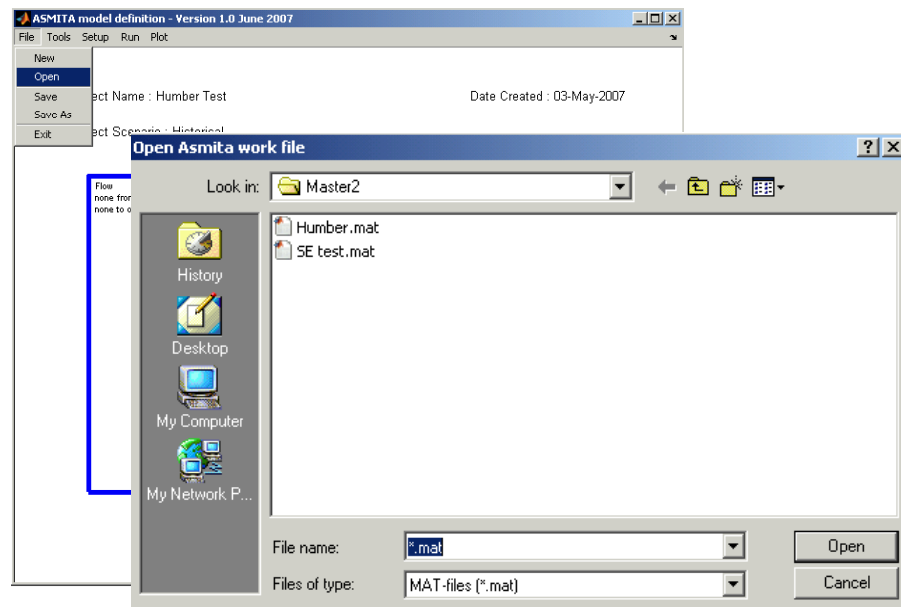 ASMITA model definition - Version 1.0 June 2007
File Tools Setup Run Plot
New
Open
Save
Save As
Exit
ect Name : Humber Test
Date Created : 03-May-2007
ect Scenario : Historical
Flow
none from
none to o
Open Asmita work file
Look in:
Master2
Humber.mat
SE test.mat
History
Desktop
My Computer
My Network P...
File name:
*.mat
Open
Files of type:
MAT-files (*.mat)
Cancel